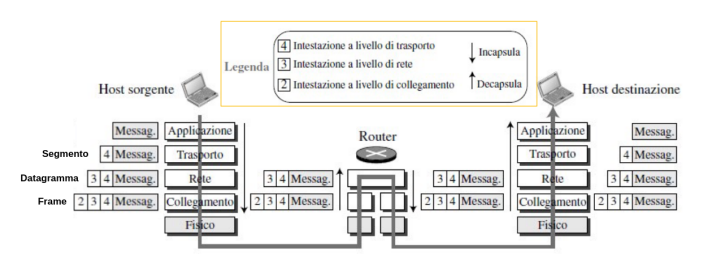 Legenda
4 Intestazione a livello di trasporto
3 Intestazione a livello di rete
2 Intestazione a livello di collegamento
Incapsula
Decapsula
Host sorgente
Host destinazione
Router
Messag. Applicazione Applicazione Messag.
Segmento 4 Messag. Trasporto Trasporto 4 Messag.
Datagramma 3 4 Messag. Rete 3 4 Messag. 3 4 Messag. Rete 3 4 Messag.
Frame 2 3 4 Messag. Collegamento 2 3 4 Messag. 2 3 4 Messag. Collegamento 2 3 4 Messag.
Fisico Fisico